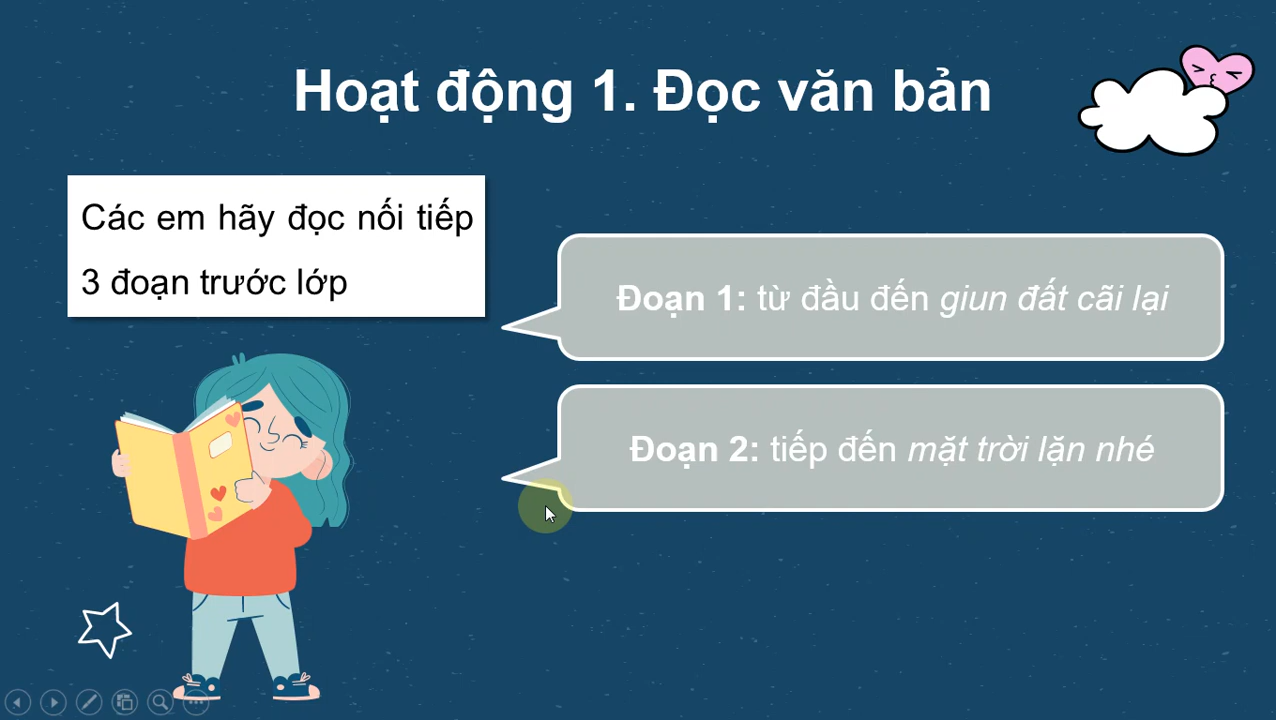 Hoạt động 1. Đọc văn bản
Các em hãy đọc nối tiếp
3 đoạn trước lớp
Đoạn 1: từ đầu đến giun đất cãi lại
Đoạn 2: tiếp đến mặt trời lặn nhé